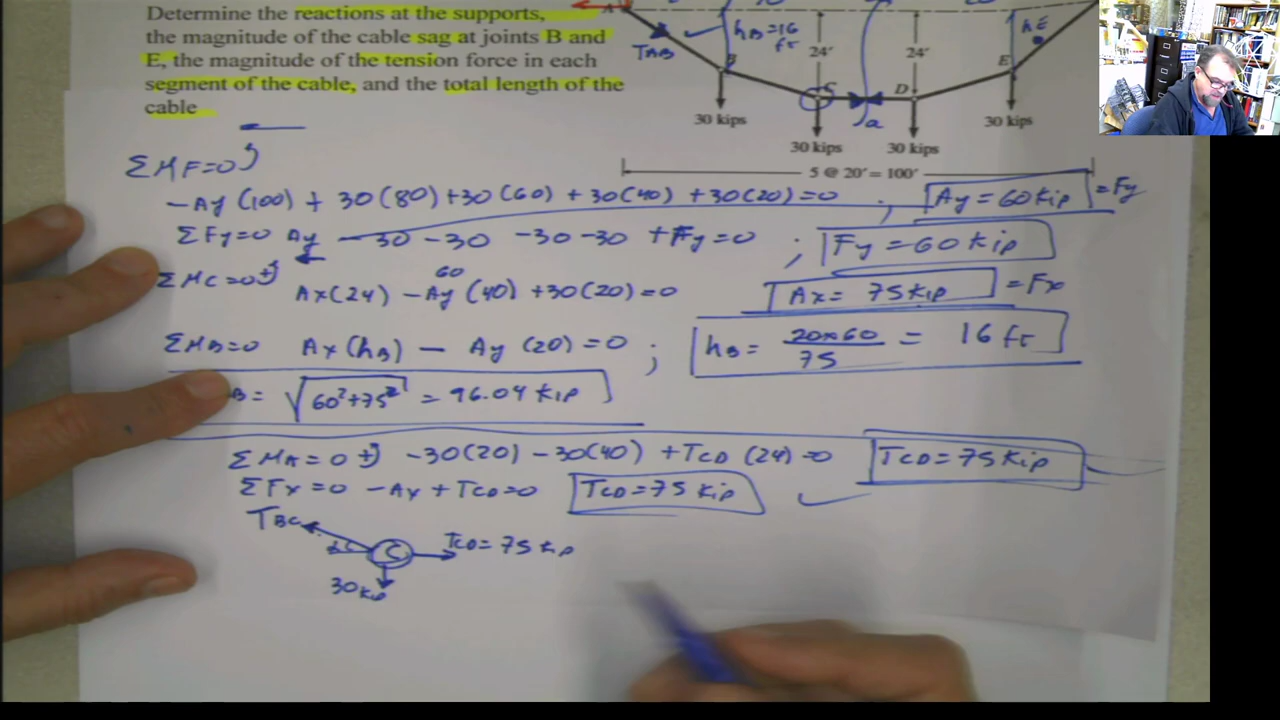 Determine the reactions at the supports,
the magnitude of the cable sag at joints B and
E, the magnitude of the tension force in each
segment of the cable, and the total length of the
cable
A
TAB
B
hB=16
ft
24'
C
24'
D
a
E
hE
30 kips
30 kips
30 kips
30 kips
5 @ 20' = 100'
ΣMF=0
-Ay (100) + 30(80) +30(60) +30(40) +30(20)=0 ; Ay = 60 kip = Fy
ΣFy=0 Ay -30 -30 -30 -30 +Fy=0 ; Fy = 60 kip
ΣMC=0+ Ax(24) -Ay (40) +30(20)=0 Ax = 75 kip = Fx
60
ΣMB=0 Ax(hB) - Ay (20)=0 ; hB = 20x60 / 75 = 16 ft
B= √60²+75² = 96.04 kip
ΣMA=0+ -30(20) -30(40) +TCD (24)=0 TCD=75 kip
ΣFx=0 -Ax+TCD=0 TCD=75 kip
TBC
C
TCD= 75 kip
30 kip